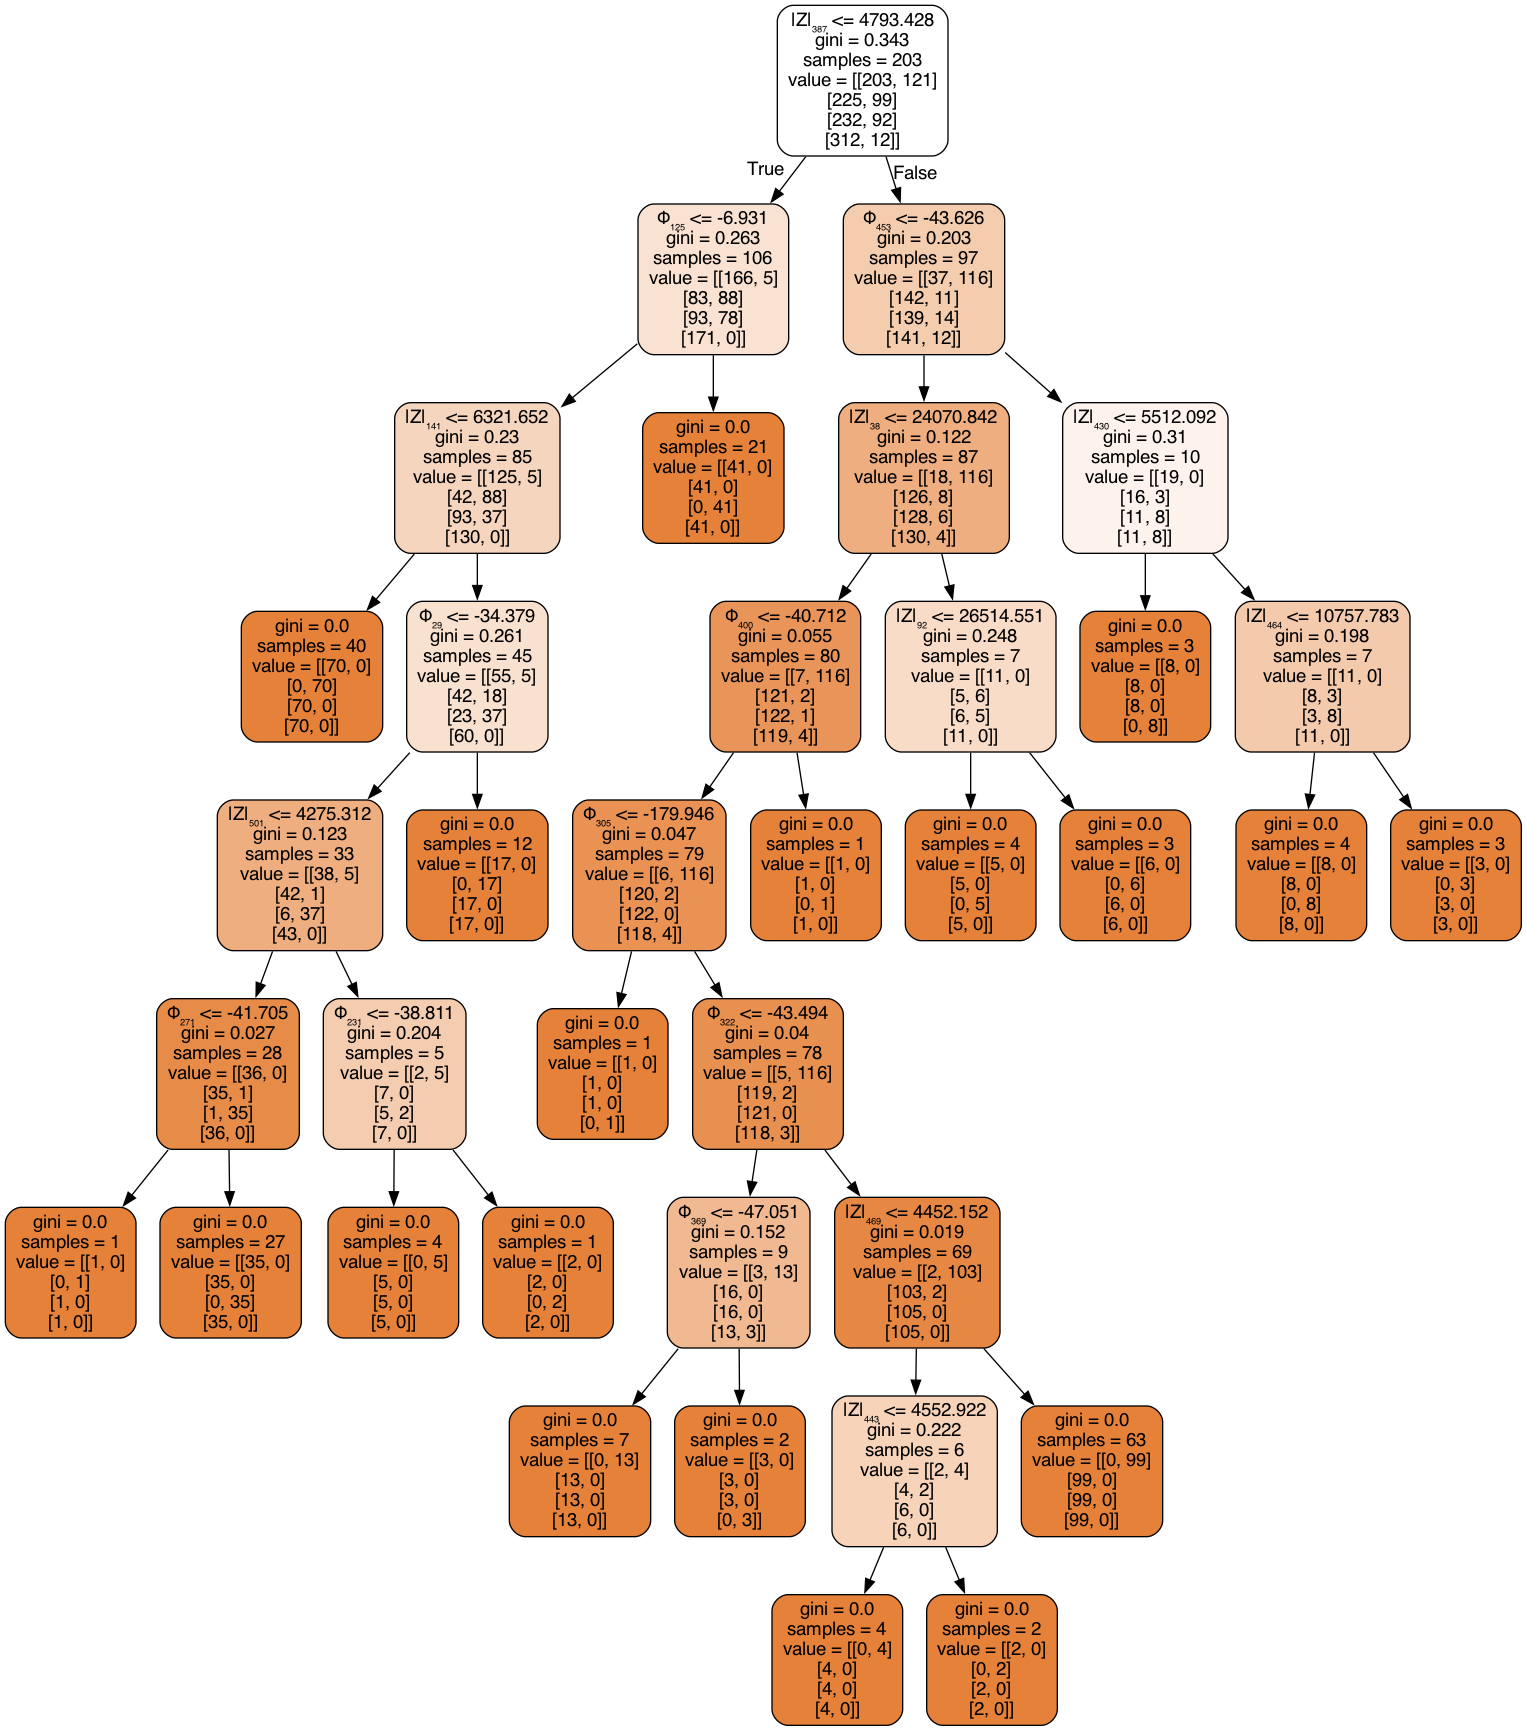 |Z|₃₈₇ <= 4793.428
gini = 0.343
samples = 203
value = [[203, 121]
[225, 99]
[232, 92]
[312, 12]]
True
False
Φ₁₂₅ <= -6.931
gini = 0.263
samples = 106
value = [[166, 5]
[83, 88]
[93, 78]
[171, 0]]
Φ₄₅₃ <= -43.626
gini = 0.203
samples = 97
value = [[37, 116]
[142, 11]
[139, 14]
[141, 12]]
|Z|₁₄₁ <= 6321.652
gini = 0.23
samples = 85
value = [[125, 5]
[42, 88]
[93, 37]
[130, 0]]
gini = 0.0
samples = 21
value = [[41, 0]
[41, 0]
[0, 41]
[41, 0]]
|Z|₃₈ <= 24070.842
gini = 0.122
samples = 87
value = [[18, 116]
[126, 8]
[128, 6]
[130, 4]]
|Z|₄₃₀ <= 5512.092
gini = 0.31
samples = 10
value = [[19, 0]
[16, 3]
[11, 8]
[11, 8]]
gini = 0.0
samples = 40
value = [[70, 0]
[0, 70]
[70, 0]
[70, 0]]
Φ₂₉ <= -34.379
gini = 0.261
samples = 45
value = [[55, 5]
[42, 18]
[23, 37]
[60, 0]]
Φ₄₀₀ <= -40.712
gini = 0.055
samples = 80
value = [[7, 116]
[121, 2]
[122, 1]
[119, 4]]
|Z|₉₂ <= 26514.551
gini = 0.248
samples = 7
value = [[11, 0]
[5, 6]
[6, 5]
[11, 0]]
gini = 0.0
samples = 3
value = [[8, 0]
[8, 0]
[8, 0]
[0, 8]]
|Z|₄₆₄ <= 10757.783
gini = 0.198
samples = 7
value = [[11, 0]
[8, 3]
[3, 8]
[11, 0]]
|Z|₅₀₁ <= 4275.312
gini = 0.123
samples = 33
value = [[38, 5]
[42, 1]
[6, 37]
[43, 0]]
gini = 0.0
samples = 12
value = [[17, 0]
[0, 17]
[17, 0]
[17, 0]]
Φ₃₀₅ <= -179.946
gini = 0.047
samples = 79
value = [[6, 116]
[120, 2]
[122, 0]
[118, 4]]
gini = 0.0
samples = 1
value = [[1, 0]
[1, 0]
[0, 1]
[1, 0]]
gini = 0.0
samples = 4
value = [[5, 0]
[5, 0]
[0, 5]
[5, 0]]
gini = 0.0
samples = 3
value = [[6, 0]
[0, 6]
[6, 0]
[6, 0]]
gini = 0.0
samples = 4
value = [[8, 0]
[8, 0]
[0, 8]
[8, 0]]
gini = 0.0
samples = 3
value = [[3, 0]
[0, 3]
[3, 0]
[3, 0]]
Φ₂₇₁ <= -41.705
gini = 0.027
samples = 28
value = [[36, 0]
[35, 1]
[1, 35]
[36, 0]]
Φ₂₃₁ <= -38.811
gini = 0.204
samples = 5
value = [[2, 5]
[7, 0]
[5, 2]
[7, 0]]
gini = 0.0
samples = 1
value = [[1, 0]
[1, 0]
[1, 0]
[0, 1]]
Φ₃₂₂ <= -43.494
gini = 0.04
samples = 78
value = [[5, 116]
[119, 2]
[121, 0]
[118, 3]]
gini = 0.0
samples = 1
value = [[1, 0]
[0, 1]
[1, 0]
[1, 0]]
gini = 0.0
samples = 27
value = [[35, 0]
[35, 0]
[0, 35]
[35, 0]]
gini = 0.0
samples = 4
value = [[0, 5]
[5, 0]
[5, 0]
[5, 0]]
gini = 0.0
samples = 1
value = [[2, 0]
[2, 0]
[0, 2]
[2, 0]]
Φ₃₆₉ <= -47.051
gini = 0.152
samples = 9
value = [[3, 13]
[16, 0]
[16, 0]
[13, 3]]
|Z|₄₆₉ <= 4452.152
gini = 0.019
samples = 69
value = [[2, 103]
[103, 2]
[105, 0]
[105, 0]]
gini = 0.0
samples = 7
value = [[0, 13]
[13, 0]
[13, 0]
[13, 0]]
gini = 0.0
samples = 2
value = [[3, 0]
[3, 0]
[3, 0]
[0, 3]]
|Z|₄₄₃ <= 4552.922
gini = 0.222
samples = 6
value = [[2, 4]
[4, 2]
[6, 0]
[6, 0]]
gini = 0.0
samples = 63
value = [[0, 99]
[99, 0]
[99, 0]
[99, 0]]
gini = 0.0
samples = 4
value = [[0, 4]
[4, 0]
[4, 0]
[4, 0]]
gini = 0.0
samples = 2
value = [[2, 0]
[0, 2]
[2, 0]
[2, 0]]